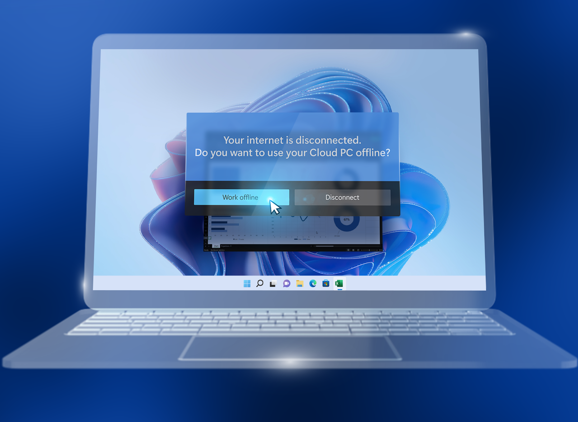 Your internet is disconnected.
Do you want to use your Cloud PC offline?
Work offline
Disconnect